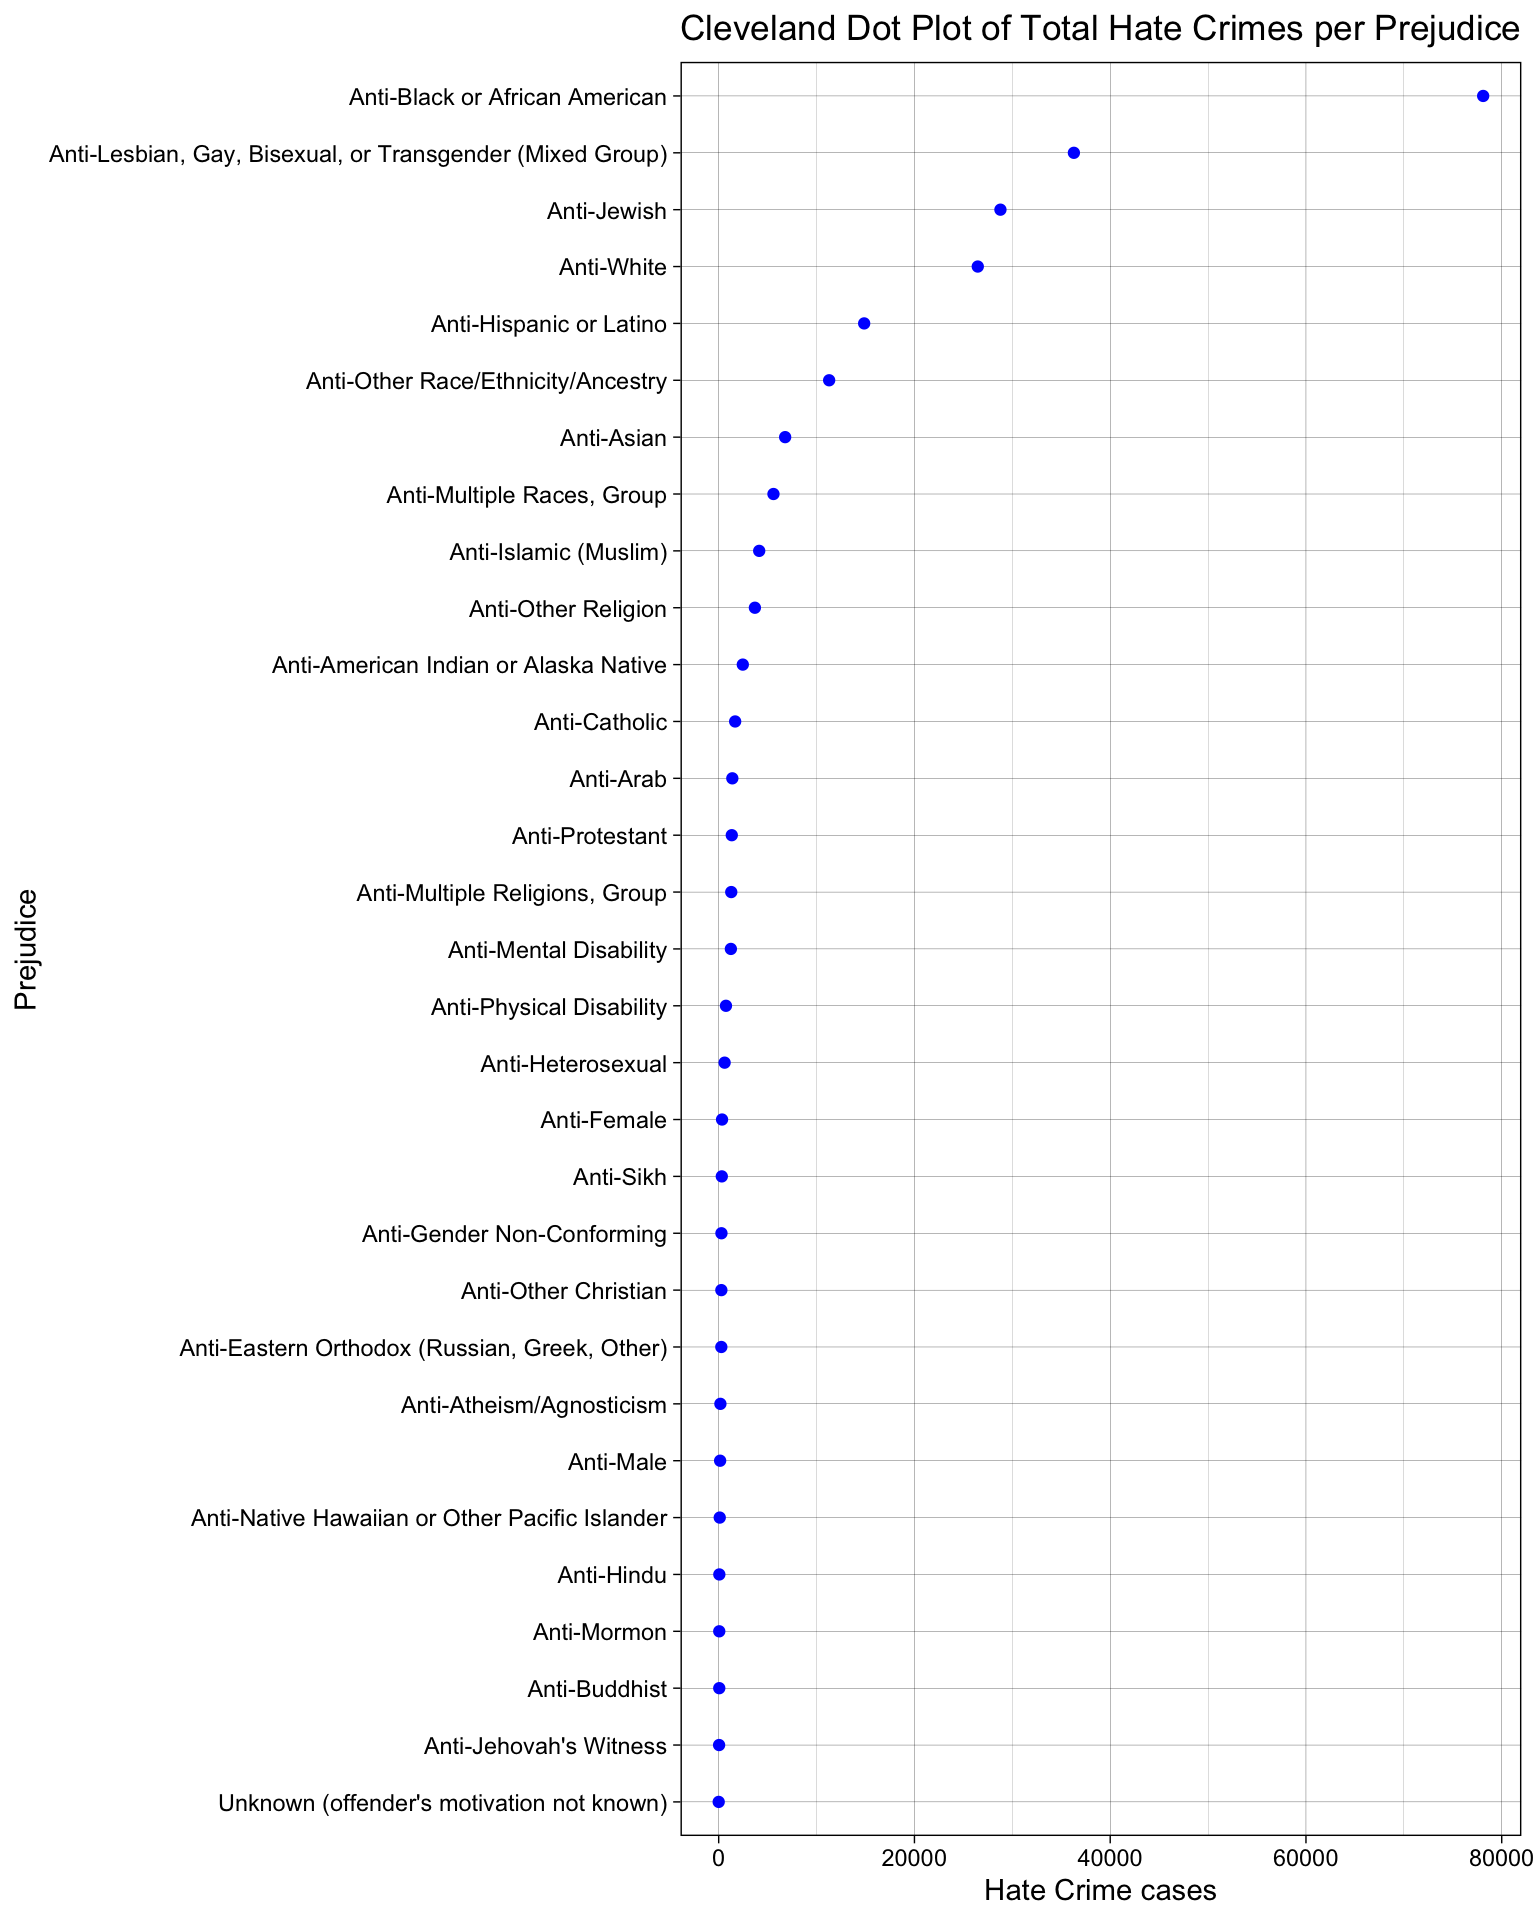 Cleveland Dot Plot of Total Hate Crimes per Prejudice
Prejudice
Anti-Black or African American
Anti-Lesbian, Gay, Bisexual, or Transgender (Mixed Group)
Anti-Jewish
Anti-White
Anti-Hispanic or Latino
Anti-Other Race/Ethnicity/Ancestry
Anti-Asian
Anti-Multiple Races, Group
Anti-Islamic (Muslim)
Anti-Other Religion
Anti-American Indian or Alaska Native
Anti-Catholic
Anti-Arab
Anti-Protestant
Anti-Multiple Religions, Group
Anti-Mental Disability
Anti-Physical Disability
Anti-Heterosexual
Anti-Female
Anti-Sikh
Anti-Gender Non-Conforming
Anti-Other Christian
Anti-Eastern Orthodox (Russian, Greek, Other)
Anti-Atheism/Agnosticism
Anti-Male
Anti-Native Hawaiian or Other Pacific Islander
Anti-Hindu
Anti-Mormon
Anti-Buddhist
Anti-Jehovah's Witness
Unknown (offender's motivation not known)
0 20000 40000 60000 80000
Hate Crime cases